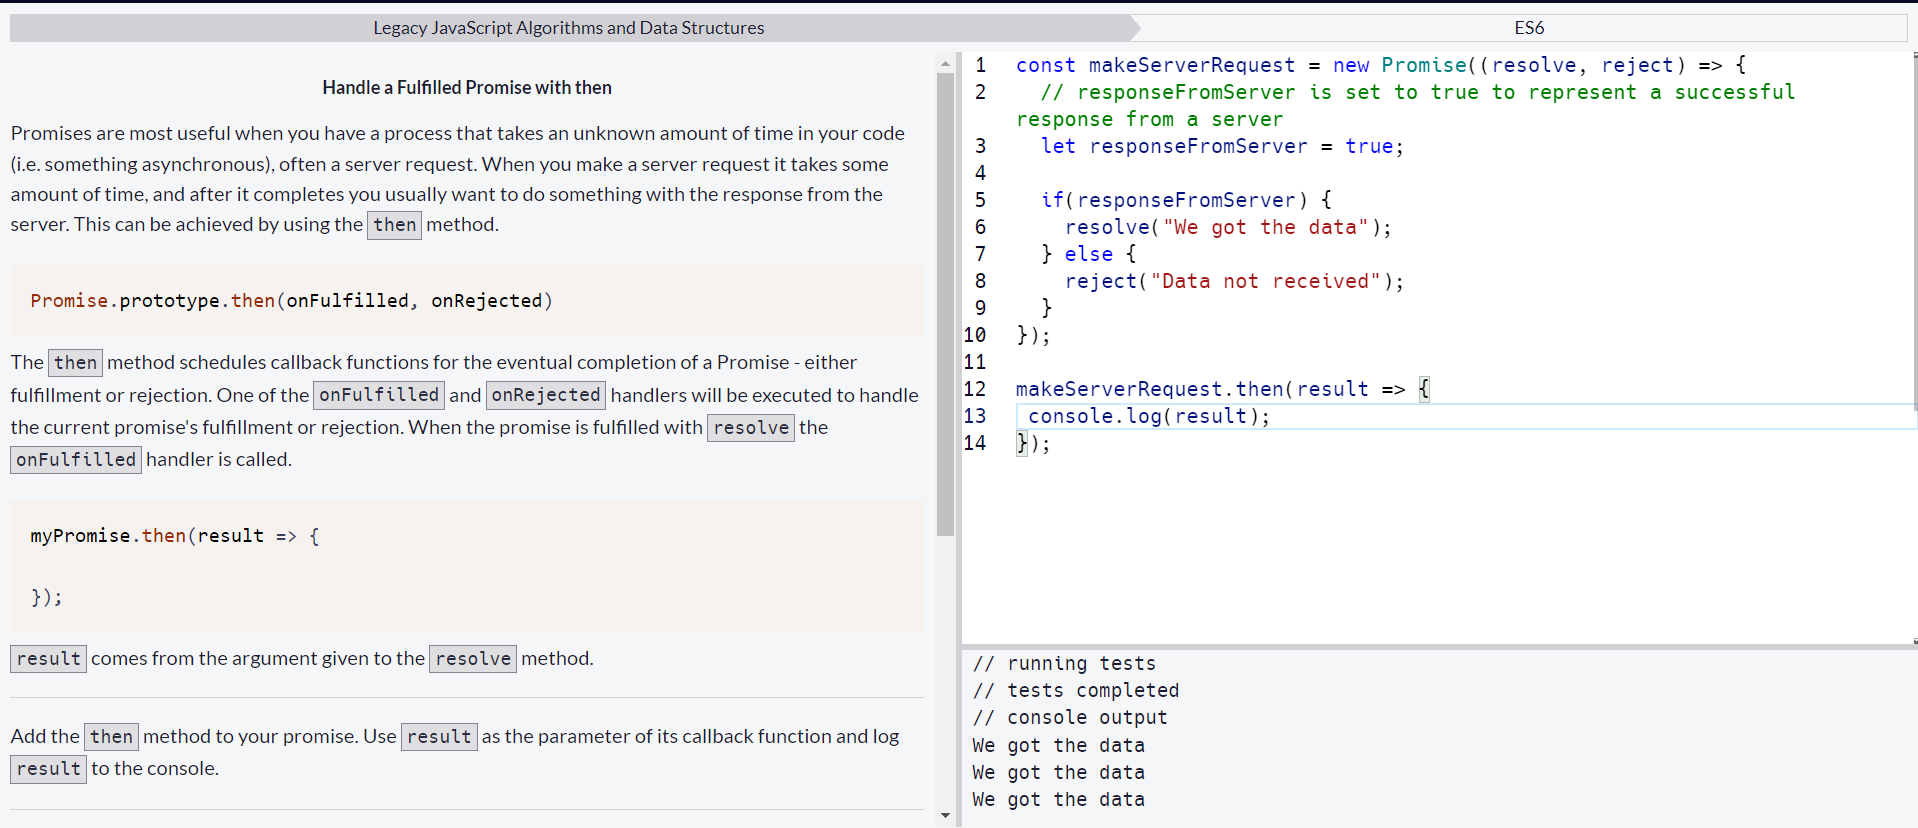 Legacy JavaScript Algorithms and Data Structures
ES6
Handle a Fulfilled Promise with then
Promises are most useful when you have a process that takes an unknown amount of time in your code
(i.e. something asynchronous), often a server request. When you make a server request it takes some
amount of time, and after it completes you usually want to do something with the response from the
server. This can be achieved by using the then method.
Promise.prototype.then(onFulfilled, onRejected)
The then method schedules callback functions for the eventual completion of a Promise - either
fulfillment or rejection. One of the onFulfilled and onRejected handlers will be executed to handle
the current promise's fulfillment or rejection. When the promise is fulfilled with resolve the
onFulfilled handler is called.
myPromise.then(result => {
});
result comes from the argument given to the resolve method.
Add the then method to your promise. Use result as the parameter of its callback function and log
result to the console.
1 const makeServerRequest = new Promise((resolve, reject) => {
2 // responseFromServer is set to true to represent a successful
response from a server
3 let responseFromServer = true;
4
5 if(responseFromServer) {
6 resolve("We got the data");
7 } else {
8 reject("Data not received");
9 }
10 });
11
12 makeServerRequest.then(result => {
13 console.log(result);
14 });
// running tests
// tests completed
// console output
We got the data
We got the data
We got the data